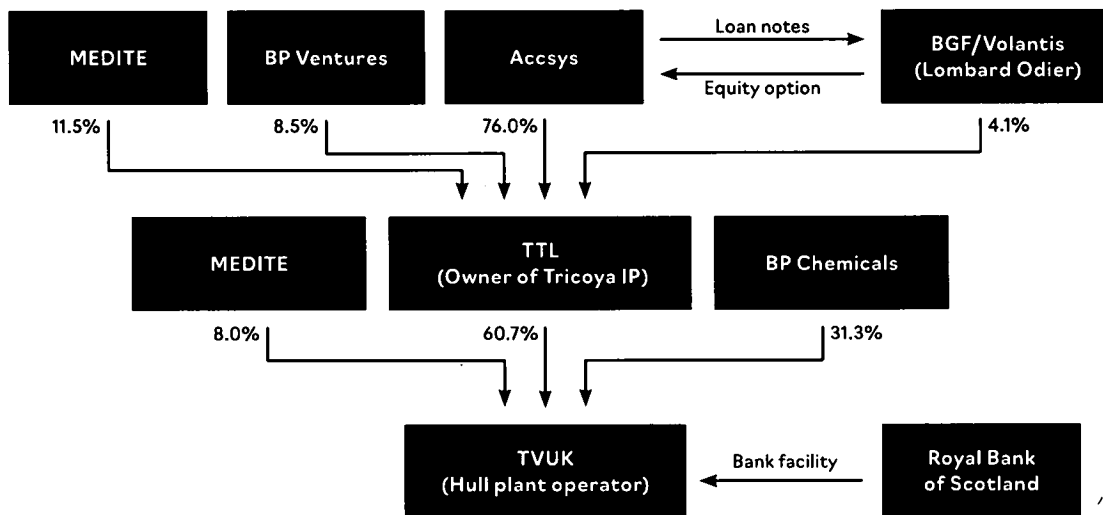 MEDITE
BP Ventures
Accsys
Loan notes
Equity option
BGF/Volantis
(Lombard Odier)
11.5%
8.5%
76.0%
4.1%
MEDITE
TTL
(Owner of Tricoya IP)
BP Chemicals
8.0%
60.7%
31.3%
TVUK
(Hull plant operator)
Bank facility
Royal Bank
of Scotland